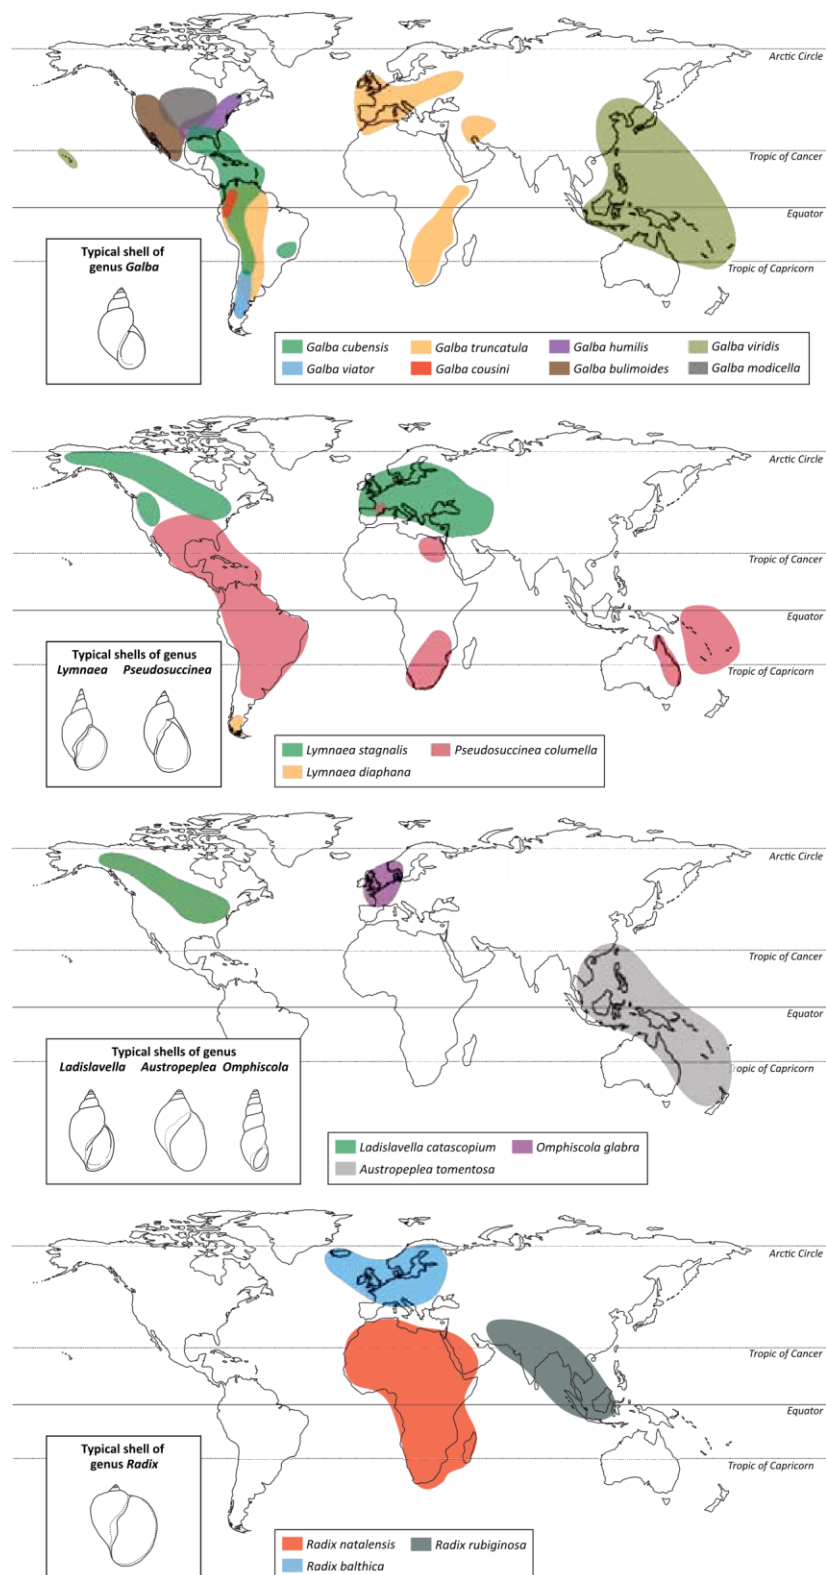 Arctic Circle
Tropic of Cancer
Equator
Tropic of Capricorn
Typical shell of
genus Galba
Galba cubensis
Galba truncatula
Galba humilis
Galba viridis
Galba viator
Galba cousini
Galba bulimoides
Galba modicella
Arctic Circle
Tropic of Cancer
Equator
Tropic of Capricorn
Typical shells of genus
Lymnaea Pseudosuccinea
Lymnaea stagnalis
Pseudosuccinea columella
Lymnaea diaphana
Arctic Circle
Tropic of Cancer
Equator
Tropic of Capricorn
Typical shells of genus
Ladislavella Austropeplea Omphiscola
Ladislavella catascopium
Omphiscola glabra
Austropeplea tomentosa
Arctic Circle
Tropic of Cancer
Equator
Tropic of Capricorn
Typical shell of
genus Radix
Radix natalensis
Radix rubiginosa
Radix balthica